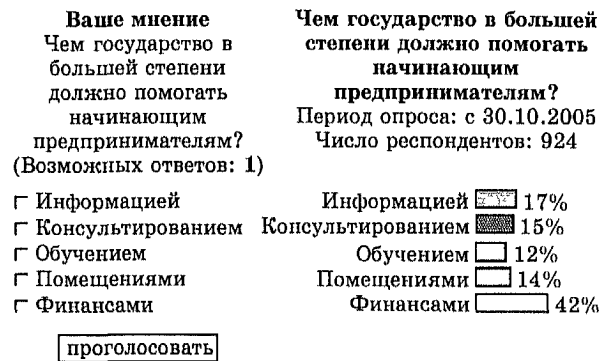 Ваше мнение
Чем государство в
большей степени
должно помогать
начинающим
предпринимателям?
(Возможных ответов: 1)
Информацией
Консультированием
Обучением
Помещениями
Финансами
проголосовать
Чем государство в большей
степени должно помогать
начинающим
предпринимателям?
Период опроса: с 30.10.2005
Число респондентов: 924
Информацией 17%
Консультированием 15%
Обучением 12%
Помещениями 14%
Финансами 42%